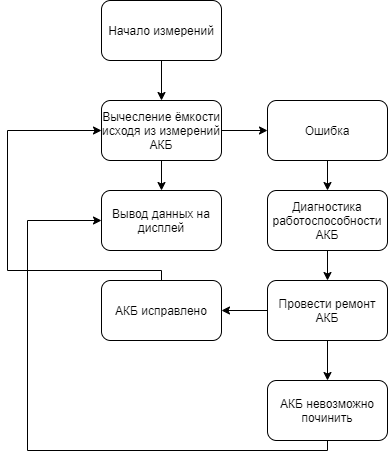 Начало измерений
Вычесление ёмкости
исходя из измерений
АКБ
Ошибка
Вывод данных на
дисплей
Диагностика
работоспособности
АКБ
АКБ исправлено
Провести ремонт
АКБ
АКБ невозможно
починить